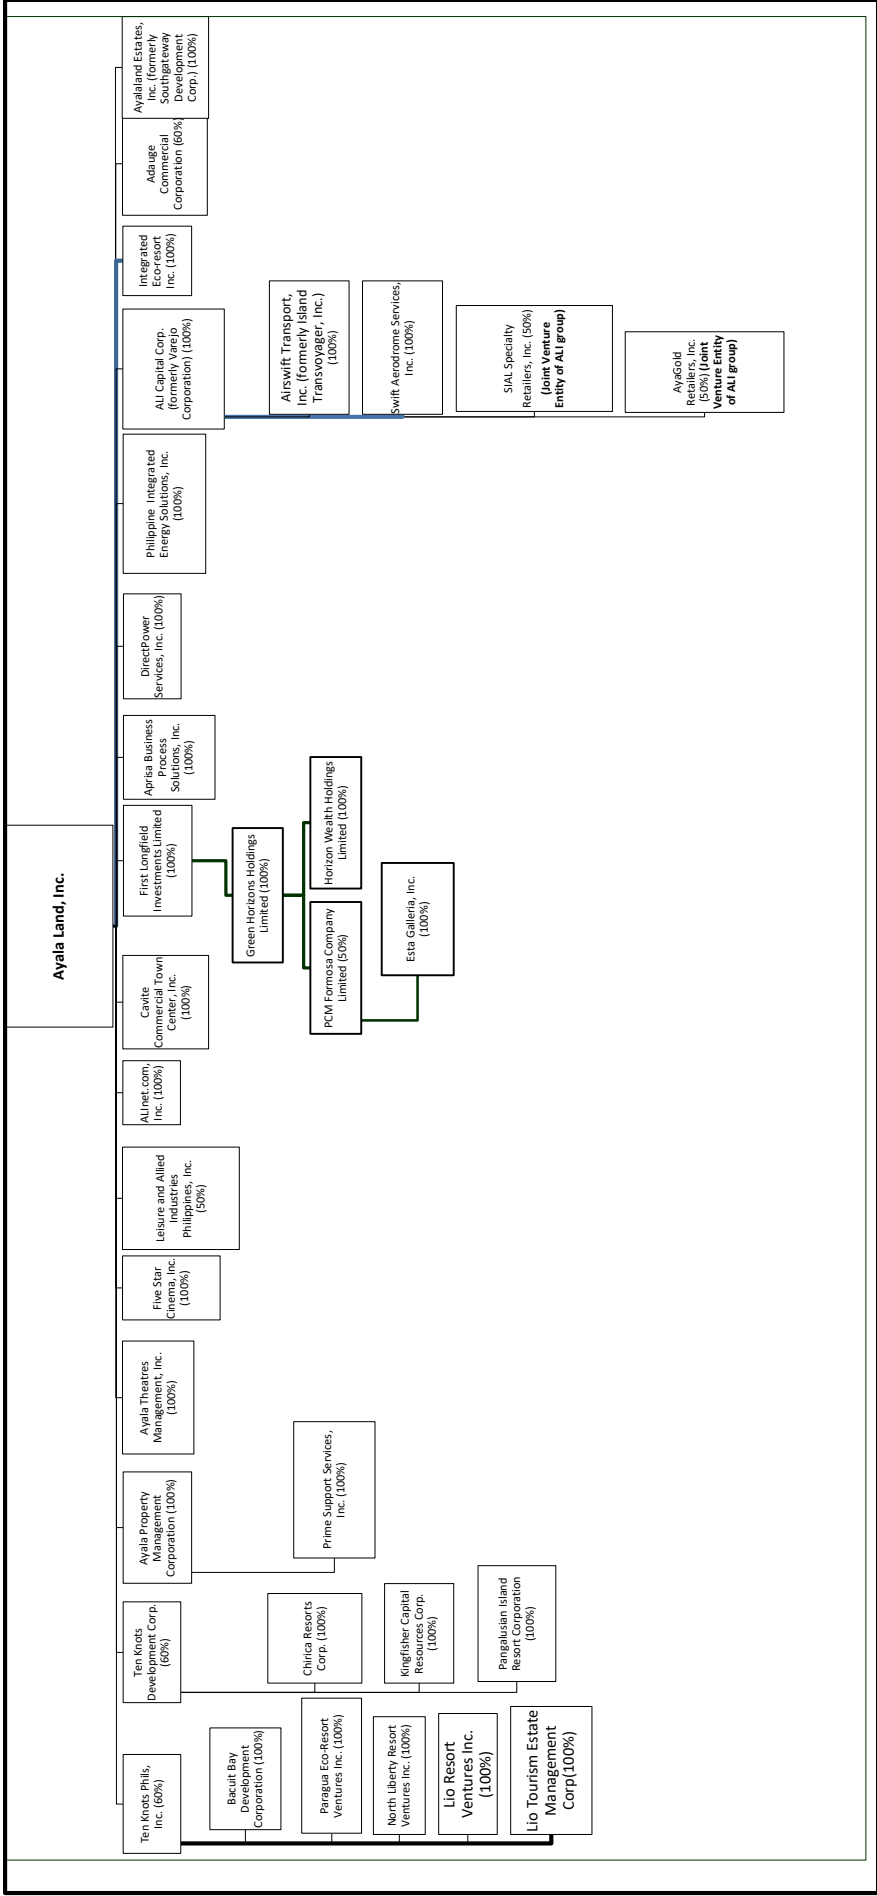 Ayala Land, Inc.
Ten Knots Phils,
Inc. (60%)
Bacuit Bay
Development
Corporation (100%)
Paragua Eco-Resort
Ventures Inc. (100%)
North Liberty Resort
Ventures Inc. (100%)
Lio Resort
Ventures Inc.
(100%)
Lio Tourism Estate
Management
Corp(100%)
Ten Knots
Development Corp.
(60%)
Chirica Resorts
Corp. (100%)
Kingfisher Capital
Resources Corp.
(100%)
Pangalusian Island
Resort Corporation
(100%)
Ayala Property
Management
Corporation (100%)
Prime Support Services,
Inc. (100%)
Ayala Theatres
Management, Inc.
(100%)
Five Star
Cinema, Inc.
(100%)
Leisure and Allied
Industries
Philippines, Inc.
(50%)
ALInet.com,
Inc. (100%)
Cavite
Commercial Town
Center, Inc.
(100%)
First Longfield
Investments Limited
(100%)
Green Horizons Holdings
Limited (100%)
PCM Formosa Company
Limited (50%)
Esta Galleria, Inc.
(100%)
Horizon Wealth Holdings
Limited (100%)
Aprisa Business
Process
Solutions, Inc.
(100%)
DirectPower
Services, Inc. (100%)
Philippine Integrated
Energy Solutions, Inc.
(100%)
ALI Capital Corp.
(formerly Varejo
Corporation) (100%)
Airswift Transport,
Inc. (formerly Island
Transvoyager, Inc.)
(100%)
Swift Aerodrome Services,
Inc. (100%)
SIAL Specialty
Retailers, Inc. (50%)
(Joint Venture
Entity of ALI group)
AyaGold
Retailers, Inc.
(50%) (Joint
Venture Entity
of ALI group)
Integrated
Eco-resort
Inc. (100%)
Adauge
Commercial
Corporation (60%)
Ayalaland Estates,
Inc. (formerly
Southgateway
Development
Corp.) (100%)